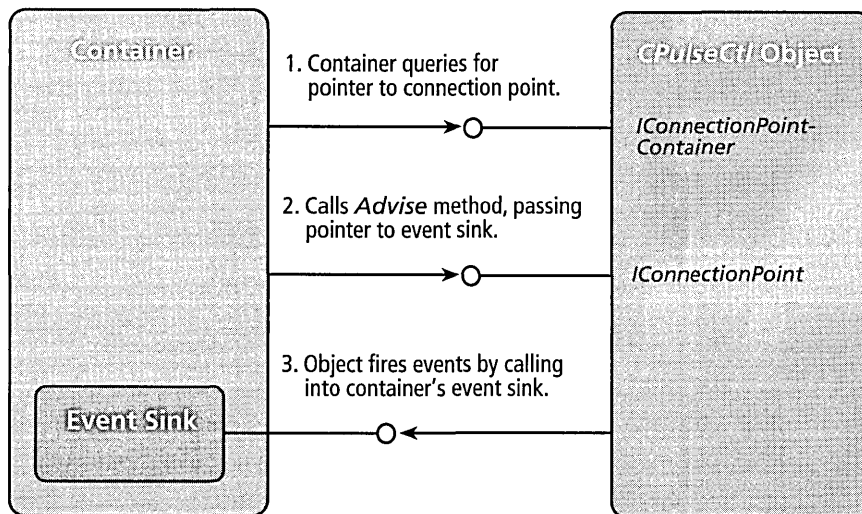 Container
CPulseCtl Object
1. Container queries for
pointer to connection point.
IConnectionPoint-
Container
2. Calls Advise method, passing
pointer to event sink.
IConnectionPoint
3. Object fires events by calling
into container's event sink.
Event Sink